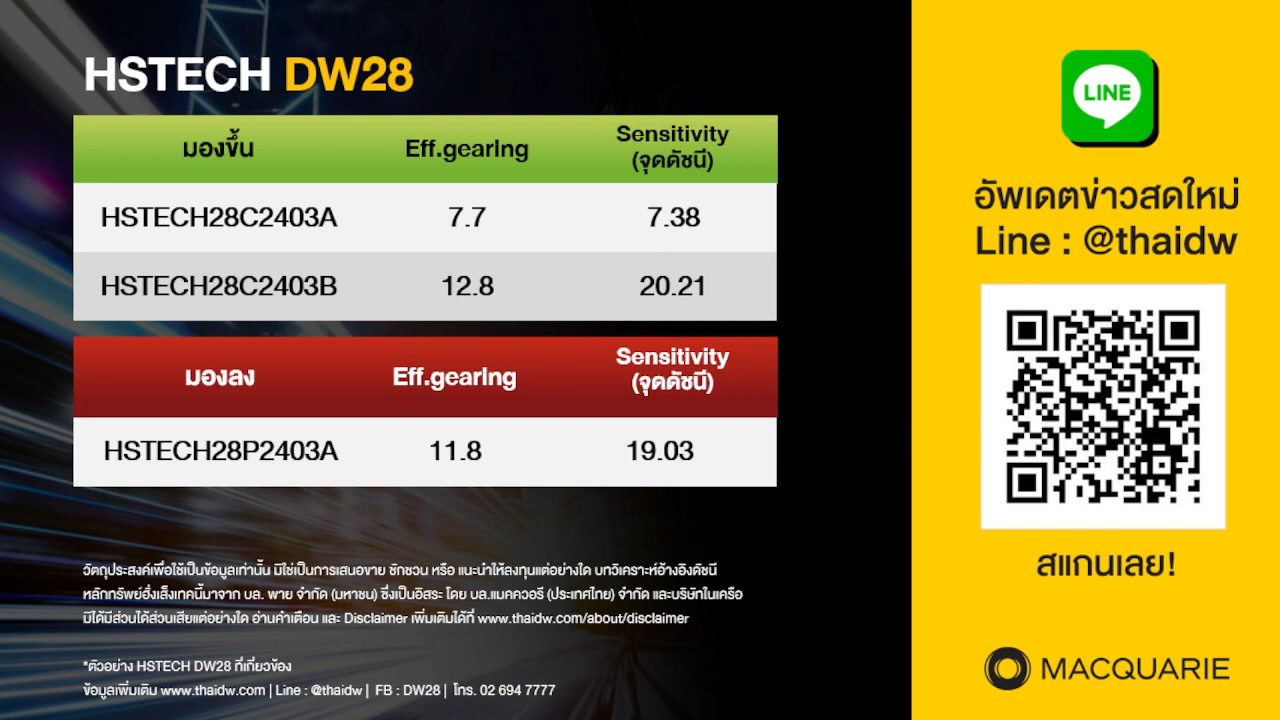 HSTECH DW28
มองขึ้น Eff.gearing Sensitivity (จุดดัชนี)
HSTECH28C2403A 7.7 7.38
HSTECH28C2403B 12.8 20.21
มองลง Eff.gearing Sensitivity (จุดดัชนี)
HSTECH28P2403A 11.8 19.03
วัตถุประสงค์เพื่อใช้เป็นข้อมูลเท่านั้น มิใช่เป็นการเสนอขาย ชักชวน หรือ แนะนำให้ลงทุนแต่อย่างใด บทวิเคราะห์อ้างอิงดัชนี
หลักทรัพย์ฮั่งเส็งเทคนี้มาจาก บล. พาย จำกัด (มหาชน) ซึ่งเป็นอิสระ โดย บล.แมคควอรี (ประเทศไทย) จำกัด และบริษัทในเครือ
มิได้มีส่วนได้ส่วนเสียแต่อย่างใด อ่านคำเตือน และ Disclaimer เพิ่มเติมได้ที่ www.thaidw.com/about/disclaimer
*ตัวอย่าง HSTECH DW28 ที่เกี่ยวข้อง
ข้อมูลเพิ่มเติม www.thaidw.com | Line : @thaidw | FB : DW28 | โทร. 02 694 7777
LINE
อัพเดตข่าวสดใหม่
Line : @thaidw
สแกนเลย!
MACQUARIE